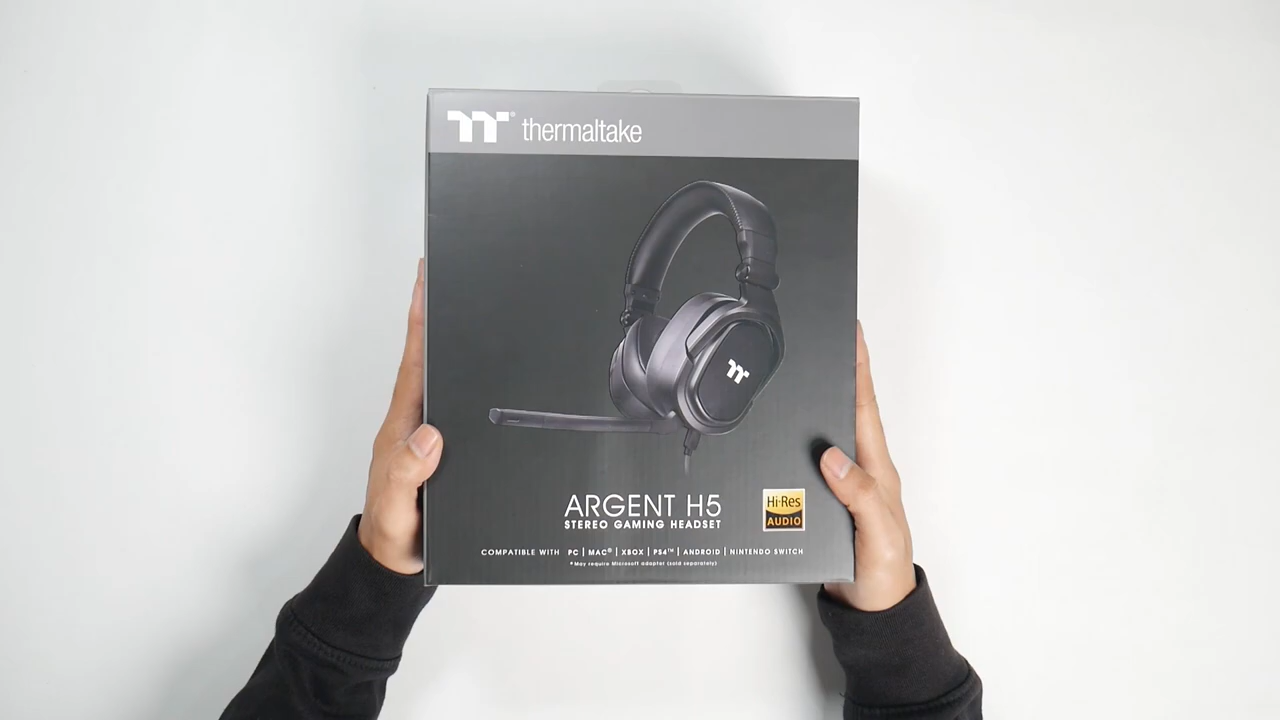 thermaltake
ARGENT H5
STEREO GAMING HEADSET
Hi-Res
AUDIO
COMPATIBLE WITH PC | MAC® | XBOX | PS4™ | ANDROID | NINTENDO SWITCH
*May require Microsoft adapter (sold separately)